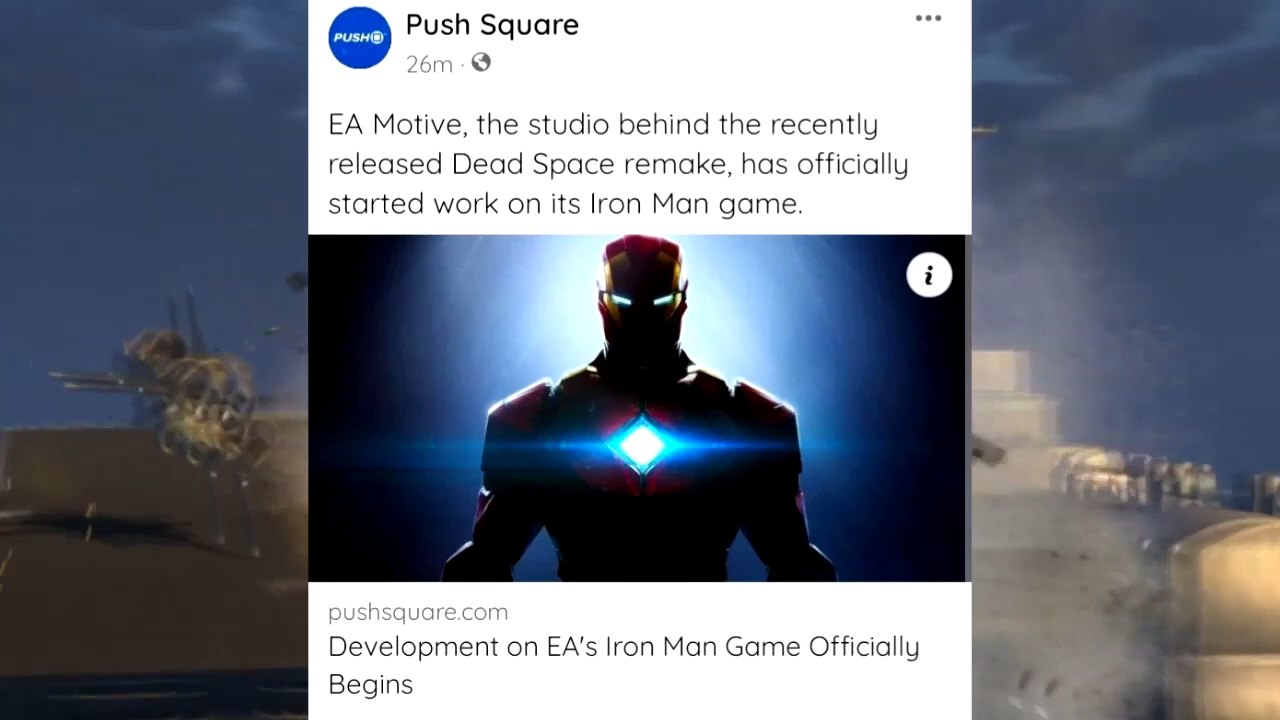 PUSH
Push Square
26m ·
EA Motive, the studio behind the recently
released Dead Space remake, has officially
started work on its Iron Man game.
i
pushsquare.com
Development on EA's Iron Man Game Officially
Begins